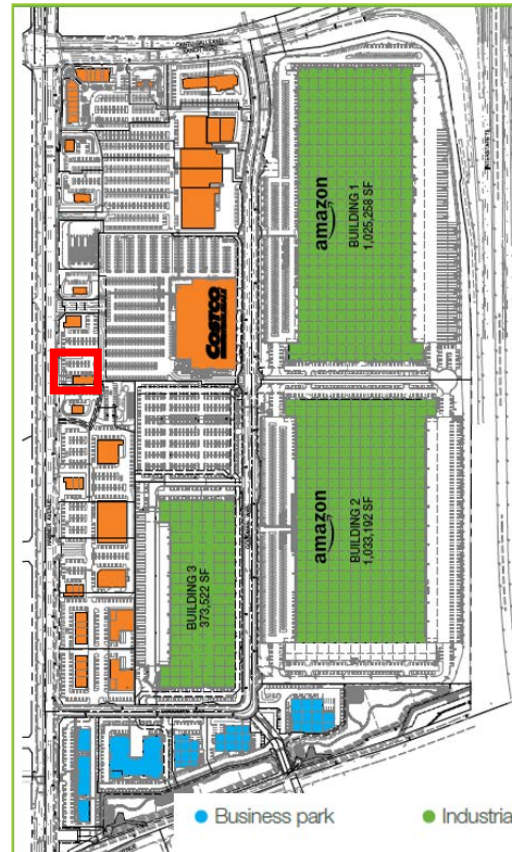 amazon
BUILDING 1
1,025,258 SF
COSTCO
amazon
BUILDING 2
1,033,192 SF
BUILDING 3
373,522 SF
Business park
Industria